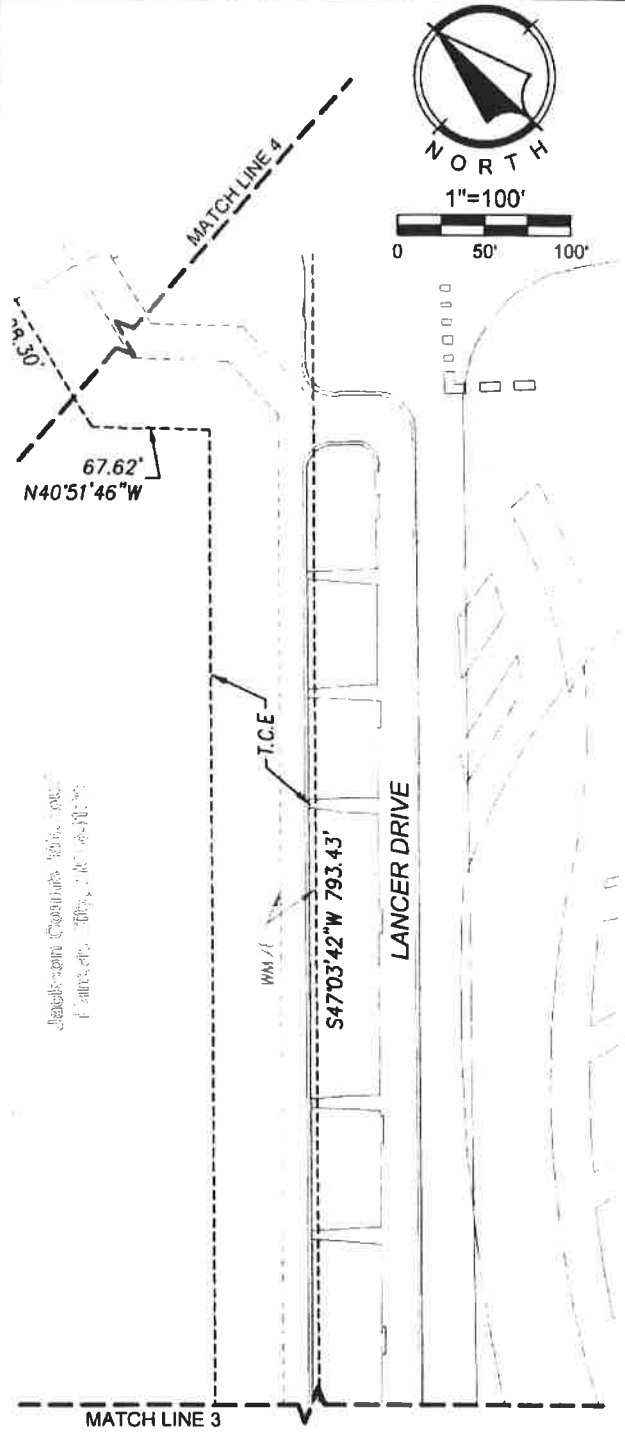 NORTH
1"=100'
0 50' 100'
MATCH LINE 4
67.62'
N40°51'46"W
T.C.E
S47°03'42"W 793.43'
LANCER DRIVE
MATCH LINE 3